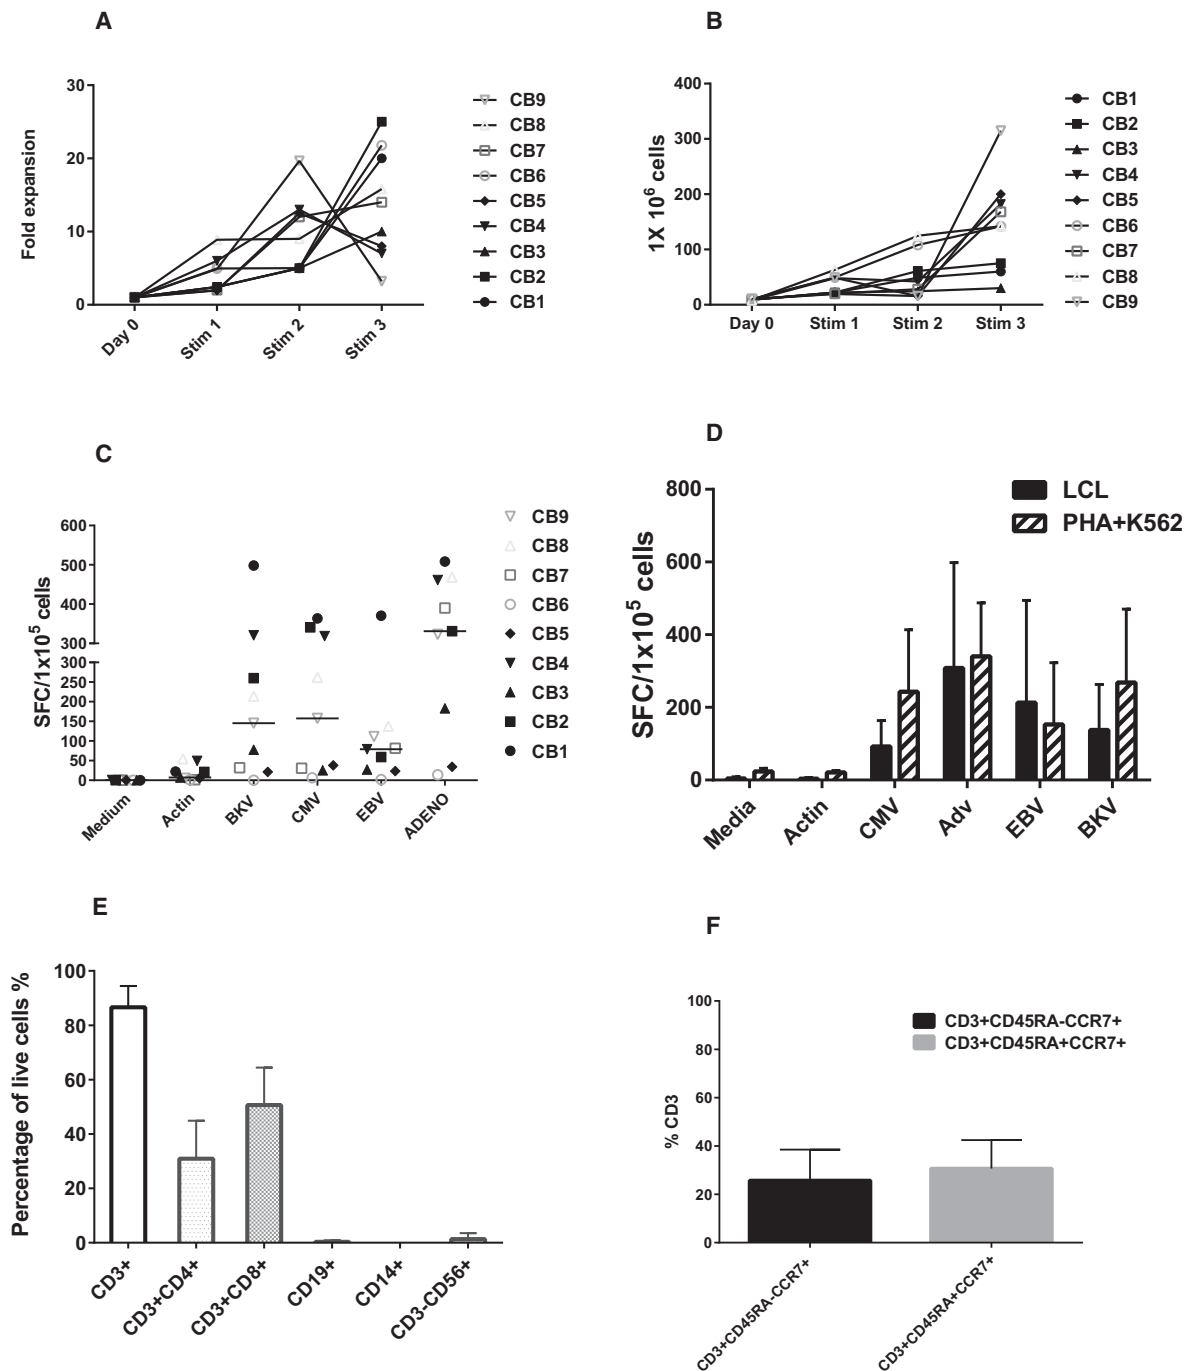 A
Fold expansion
30
20
10
0
Day 0
Stim 1
Stim 2
Stim 3
CB9
CB8
CB7
CB6
CB5
CB4
CB3
CB2
CB1
B
1X 10⁶ cells
400
300
200
100
0
Day 0
Stim 1
Stim 2
Stim 3
CB1
CB2
CB3
CB4
CB5
CB6
CB7
CB8
CB9
C
SFC/1x10⁵ cells
600
500
400
300
300
250
200
150
100
50
0
Medium
Actin
BKV
CMV
EBV
ADENO
CB9
CB8
CB7
CB6
CB5
CB4
CB3
CB2
CB1
D
SFC/1x10⁵ cells
800
600
400
200
0
Media
Actin
CMV
Adv
EBV
BKV
LCL
PHA+K562
E
Percentage of live cells %
100
80
60
40
20
0
CD3+
CD3+CD4+
CD3+CD8+
CD19+
CD14+
CD3-CD56+
F
% CD3
100
80
60
40
20
0
CD3+CD45RA-CCR7+
CD3+CD45RA+CCR7+
CD3+CD45RA-CCR7+
CD3+CD45RA+CCR7+